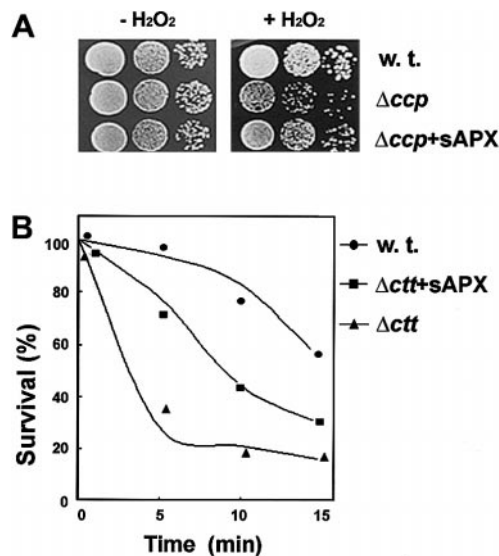 A
- H₂O₂
+ H₂O₂
w. t.
Δccp
Δccp+sAPX
B
w. t.
Δctt+sAPX
Δctt
Survival (%)
100
80
60
40
20
0
0
5
10
15
Time (min)